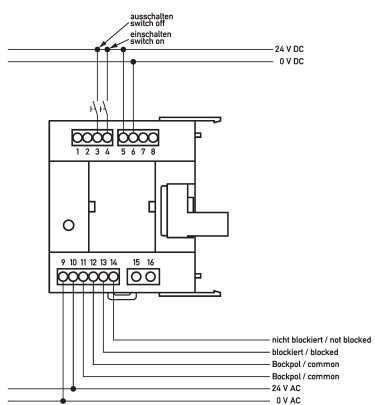 ausschalten
switch off
einschalten
switch on
24 V DC
0 V DC
1 2 3 4 5 6 7 8
9 10 11 12 13 14 15 16
nicht blockiert / not blocked
blockiert / blocked
Bockpol / common
Bockpol / common
24 V AC
0 V AC